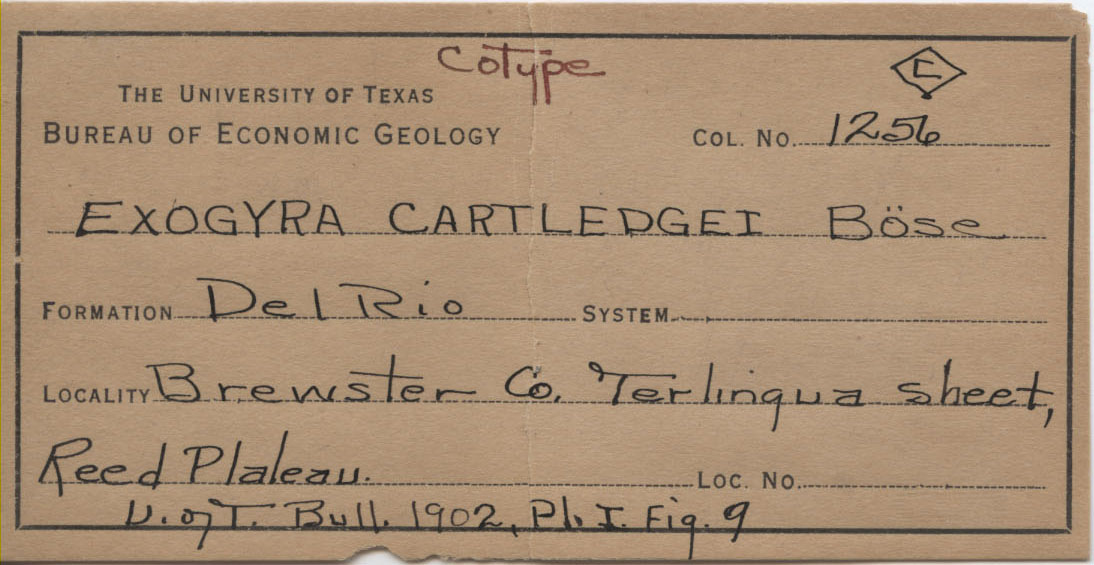 Cotype
C
THE UNIVERSITY OF TEXAS
BUREAU OF ECONOMIC GEOLOGY
COL. NO. 1256
EXOGYRA CARTLEDGEI Böse
FORMATION Del Rio SYSTEM
LOCALITY Brewster Co. Terlingua sheet,
Reed Plateau. LOC. NO.
U. of T. Bull. 1902, Pl. I. Fig. 9